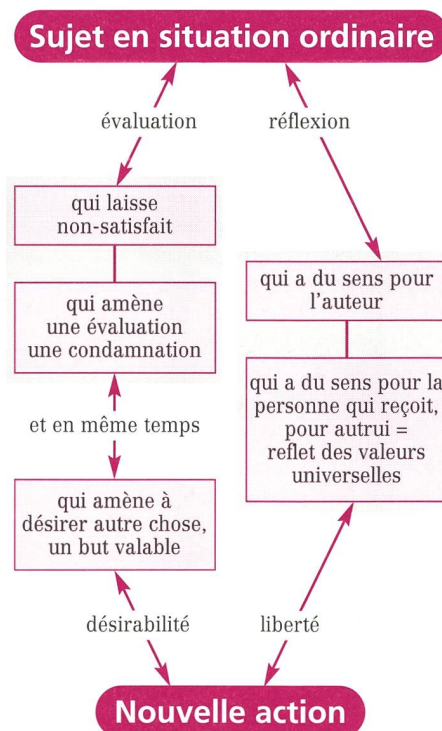 Sujet en situation ordinaire
évaluation
réflexion
qui laisse
non-satisfait
qui amène
une évaluation
une condamnation
et en même temps
qui amène à
désirer autre chose,
un but valable
désirabilité
qui a du sens pour
l'auteur
qui a du sens pour la
personne qui reçoit,
pour autrui =
reflet des valeurs
universelles
liberté
Nouvelle action